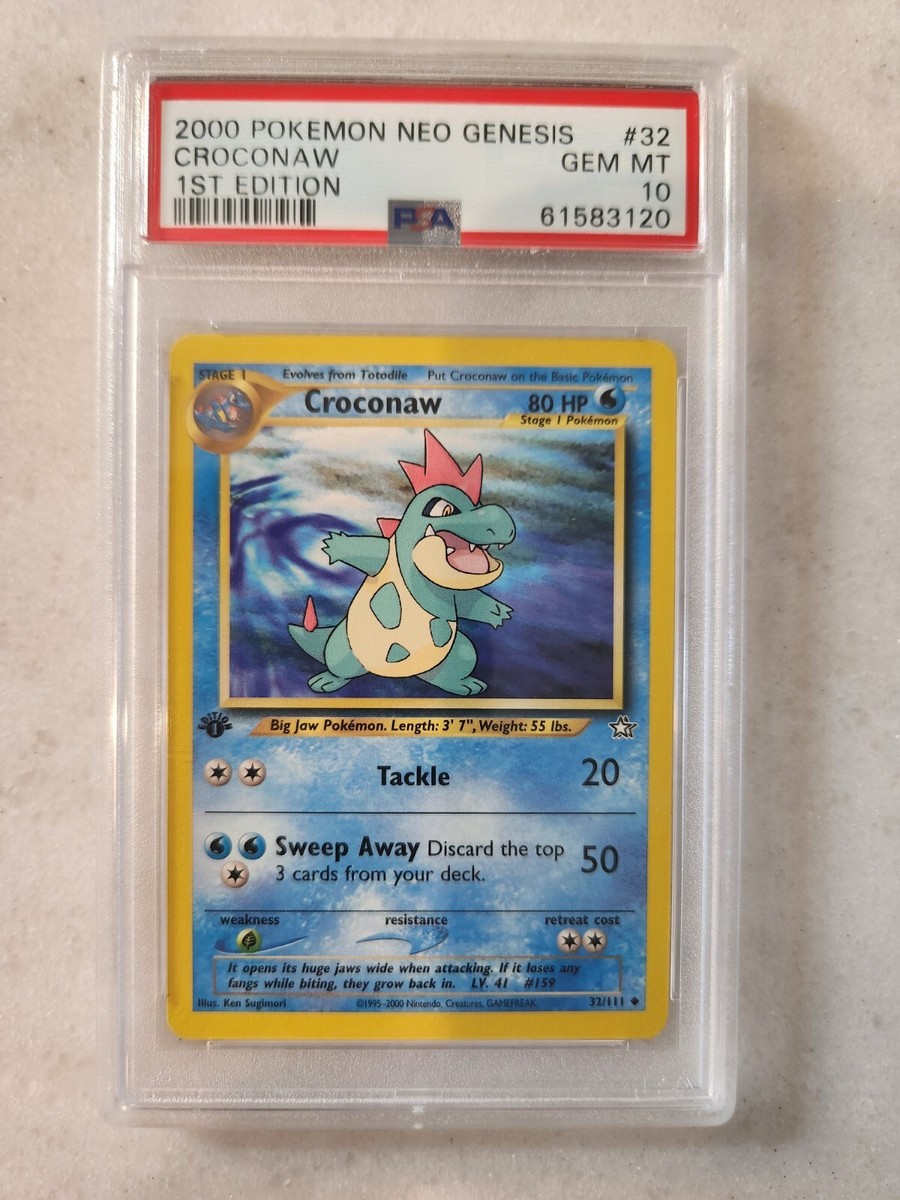 2000 POKEMON NEO GENESIS #32
CROCONAW GEM MT
1ST EDITION 10
PSA 61583120
STAGE 1 Evolves from Totodile Put Croconaw on the Basic Pokémon
Croconaw 80 HP
Stage 1 Pokémon
EDITION
1
Big Jaw Pokémon. Length: 3' 7", Weight: 55 lbs.
Tackle 20
Sweep Away Discard the top 50
3 cards from your deck.
weakness resistance retreat cost
It opens its huge jaws wide when attacking. If it loses any
fangs while biting, they grow back in. LV. 41 #159
Illus. Ken Sugimori ©1995-2000 Nintendo, Creatures, GAMEFREAK. 32/111